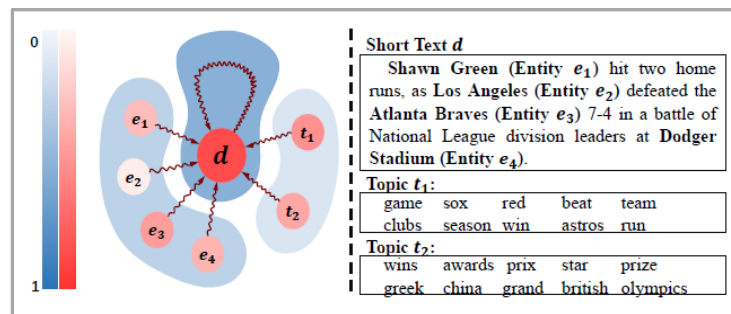 0
1
e1
e2
e3
e4
d
t1
t2
Short Text d
Shawn Green (Entity e1) hit two home
runs, as Los Angeles (Entity e2) defeated the
Atlanta Braves (Entity e3) 7-4 in a battle of
National League division leaders at Dodger
Stadium (Entity e4).
Topic t1:
game sox red beat team
clubs season win astros run
Topic t2:
wins awards prix star prize
greek china grand british olympics